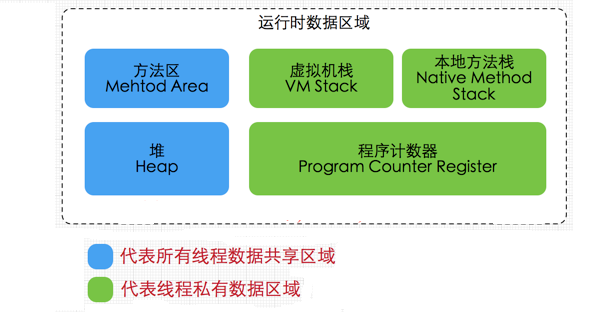 运行时数据区域
方法区
Mehtod Area
虚拟机栈
VM Stack
本地方法栈
Native Method
Stack
堆
Heap
程序计数器
Program Counter Register
代表所有线程数据共享区域
代表线程私有数据区域